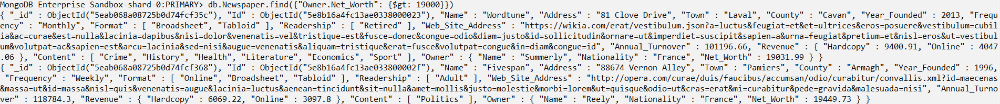 MongoDB Enterprise Sandbox-shard-0:PRIMARY> db.Newspaper.find({"Owner.Net_Worth": {$gt: 19000}})
{ "_id" : ObjectId("5eab068a08725b0d74fcf35c"), "Id" : ObjectId("5e8b16a4fc13ae0338000023"), "Name" : "Wordtune", "Address" : "81 Clove Drive", "Town" : "Laval", "County" : "Cavan", "Year_Founded" : 2013, "Frequ
ency" : "Monthly", "Format" : [ "Broadsheet", "Tabloid" ], "Readership" : [ "Retired" ], "Web_Site_Address" : "https://wikia.com/erat/vestibulum.json?a=luctus&feugiat=et&et=ultrices&eros=posuere&vestibulum=cubil
ia&ac=curae&est=nulla&lacinia=dapibus&nisi=dolor&venenatis=vel&tristique=est&fusce=donec&congue=odio&diam=justo&id=sollicitudin&ornare=ut&imperdiet=suscipit&sapien=a&urna=feugiat&pretium=et&nisl=eros&ut=vestibul
um&volutpat=ac&sapien=est&arcu=lacinia&sed=nisi&augue=venenatis&aliquam=tristique&erat=fusce&volutpat=congue&in=diam&congue=id", "Annual_Turnover" : 101196.66, "Revenue" : { "Hardcopy" : 9400.91, "Online" : 4047
.06 }, "Content" : [ "Crime", "History", "Health", "Literature", "Economics", "Sport" ], "Owner" : { "Name" : "Summerly", "Nationality" : "France", "Net_Worth" : 19031.99 } }
{ "_id" : ObjectId("5eab068a08725b0d74fcf368"), "Id" : ObjectId("5e8b16a4fc13ae033800002f"), "Name" : "Fivespan", "Address" : "88674 Vernon Alley", "Town" : "Pamiers", "County" : "Armagh", "Year_Founded" : 1996,
"Frequency" : "Weekly", "Format" : [ "Online", "Broadsheet", "Tabloid" ], "Readership" : [ "Adult" ], "Web_Site_Address" : "http://opera.com/curae/duis/faucibus/accumsan/odio/curabitur/convallis.xml?id=maecenas
&massa=ut&id=massa&nisl=quis&venenatis=augue&lacinia=luctus&aenean=tincidunt&sit=nulla&amet=mollis&justo=molestie&morbi=lorem&ut=quisque&odio=ut&cras=erat&mi=curabitur&pede=gravida&malesuada=nisi", "Annual_Turno
ver" : 118784.3, "Revenue" : { "Hardcopy" : 6069.22, "Online" : 3097.8 }, "Content" : [ "Politics" ], "Owner" : { "Name" : "Reely", "Nationality" : "France", "Net_Worth" : 19449.73 } }